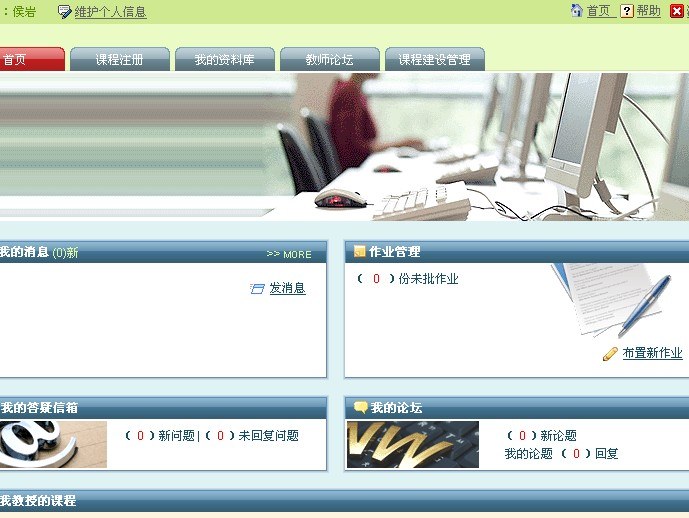 ：侯岩 维护个人信息 首页 帮助
首页 课程注册 我的资料库 教师论坛 课程建设管理
我的消息 (0)新 >> MORE
发消息
作业管理
（ 0 ）份未批作业
布置新作业
我的答疑信箱
（ 0 ）新问题|（ 0 ）未回复问题
我的论坛
（ 0 ）新论题
我的论题 （ 0 ）回复
我教授的课程